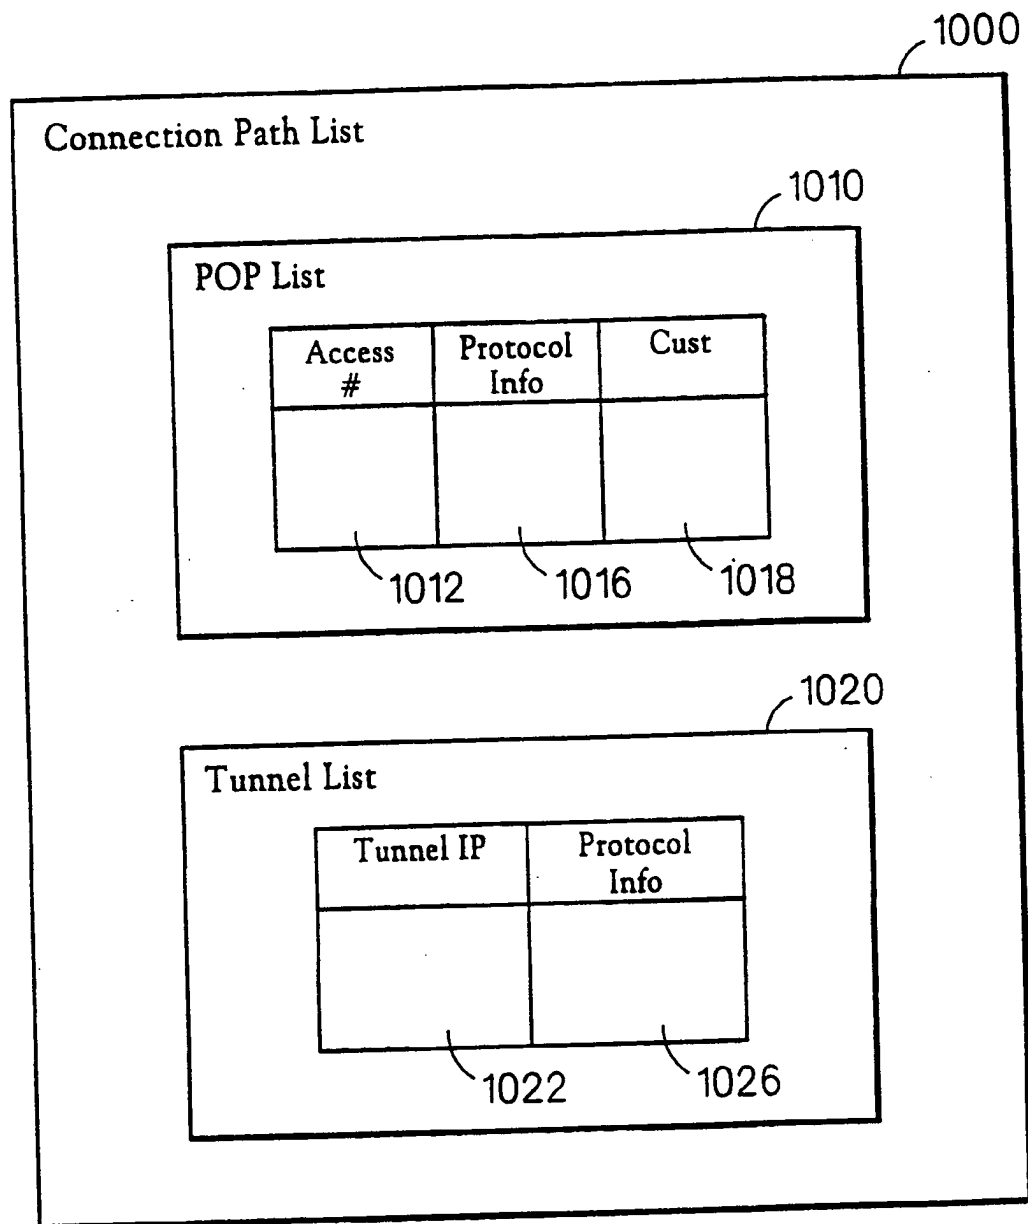 1000
Connection Path List
1010
POP List
Access
#
Protocol
Info
Cust
1012
1016
1018
1020
Tunnel List
Tunnel IP
Protocol
Info
1022
1026